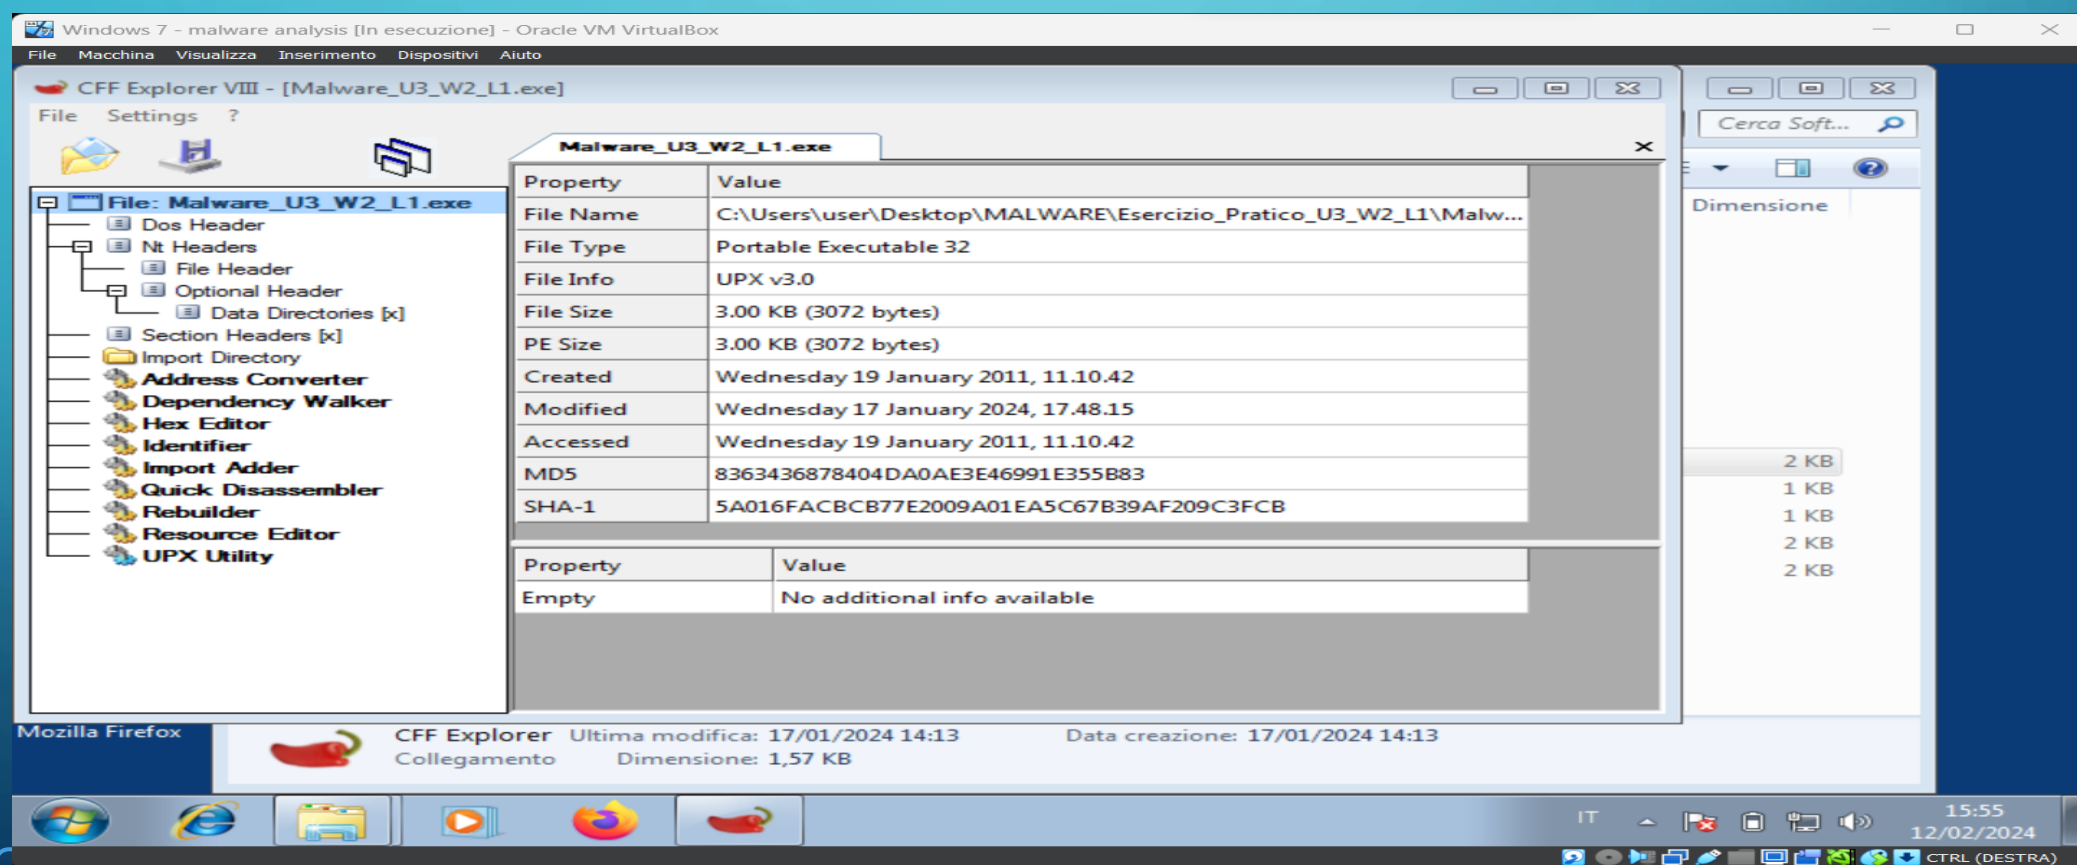 Windows 7 - malware analysis [In esecuzione] - Oracle VM VirtualBox
File Macchina Visualizza Inserimento Dispositivi Aiuto
CFF Explorer VIII - [Malware_U3_W2_L1.exe]
File Settings ?
Cerca Soft...
Malware_U3_W2_L1.exe
File: Malware_U3_W2_L1.exe
Dos Header
Nt Headers
File Header
Optional Header
Data Directories [x]
Section Headers [x]
Import Directory
Address Converter
Dependency Walker
Hex Editor
Identifier
Import Adder
Quick Disassembler
Rebuilder
Resource Editor
UPX Utility
Property Value
File Name C:\Users\user\Desktop\MALWARE\Esercizio_Pratico_U3_W2_L1\Malw...
File Type Portable Executable 32
File Info UPX v3.0
File Size 3.00 KB (3072 bytes)
PE Size 3.00 KB (3072 bytes)
Created Wednesday 19 January 2011, 11.10.42
Modified Wednesday 17 January 2024, 17.48.15
Accessed Wednesday 19 January 2011, 11.10.42
MD5 8363436878404DA0AE3E46991E355B83
SHA-1 5A016FACBCB77E2009A01EA5C67B39AF209C3FCB
Property Value
Empty No additional info available
Dimensione
2 KB
1 KB
1 KB
2 KB
2 KB
Mozilla Firefox
CFF Explorer Ultima modifica: 17/01/2024 14:13 Data creazione: 17/01/2024 14:13
Collegamento Dimensione: 1,57 KB
IT
15:55
12/02/2024
CTRL (DESTRA)